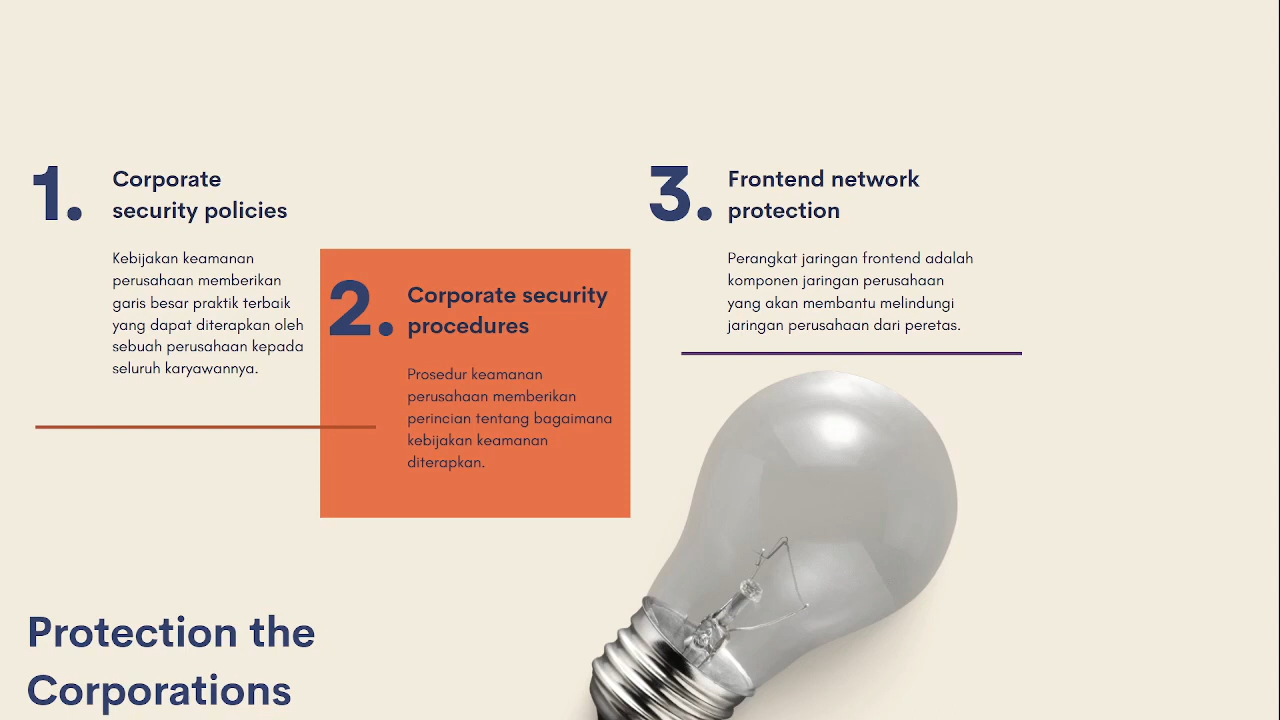 1.
Corporate
security policies
Kebijakan keamanan
perusahaan memberikan
garis besar praktik terbaik
yang dapat diterapkan oleh
sebuah perusahaan kepada
seluruh karyawannya.
2.
Corporate security
procedures
Prosedur keamanan
perusahaan memberikan
perincian tentang bagaimana
kebijakan keamanan
diterapkan.
3.
Frontend network
protection
Perangkat jaringan frontend adalah
komponen jaringan perusahaan
yang akan membantu melindungi
jaringan perusahaan dari peretas.
Protection the
Corporations